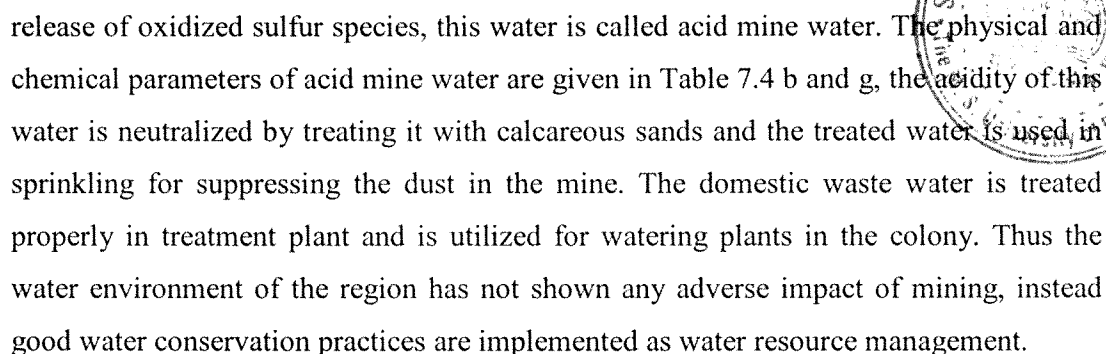 release of oxidized sulfur species, this water is called acid mine water. The physical and
chemical parameters of acid mine water are given in Table 7.4 b and g, the acidity of this
water is neutralized by treating it with calcareous sands and the treated water is used in
sprinkling for suppressing the dust in the mine. The domestic waste water is treated
properly in treatment plant and is utilized for watering plants in the colony. Thus the
water environment of the region has not shown any adverse impact of mining, instead
good water conservation practices are implemented as water resource management.